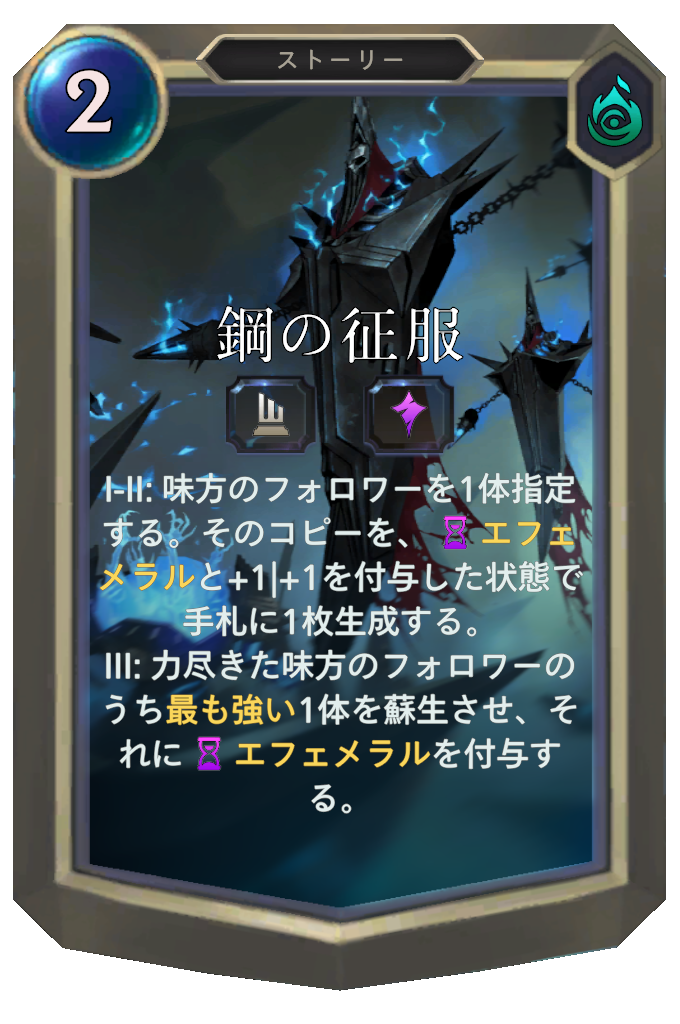 ストーリー
2
鋼の征服
I-II: 味方のフォロワーを1体指定
する。そのコピーを、 エフェ
メラルと+1|+1を付与した状態で
手札に1枚生成する。
III: 力尽きた味方のフォロワーの
うち最も強い1体を蘇生させ、そ
れに エフェメラルを付与す
る。